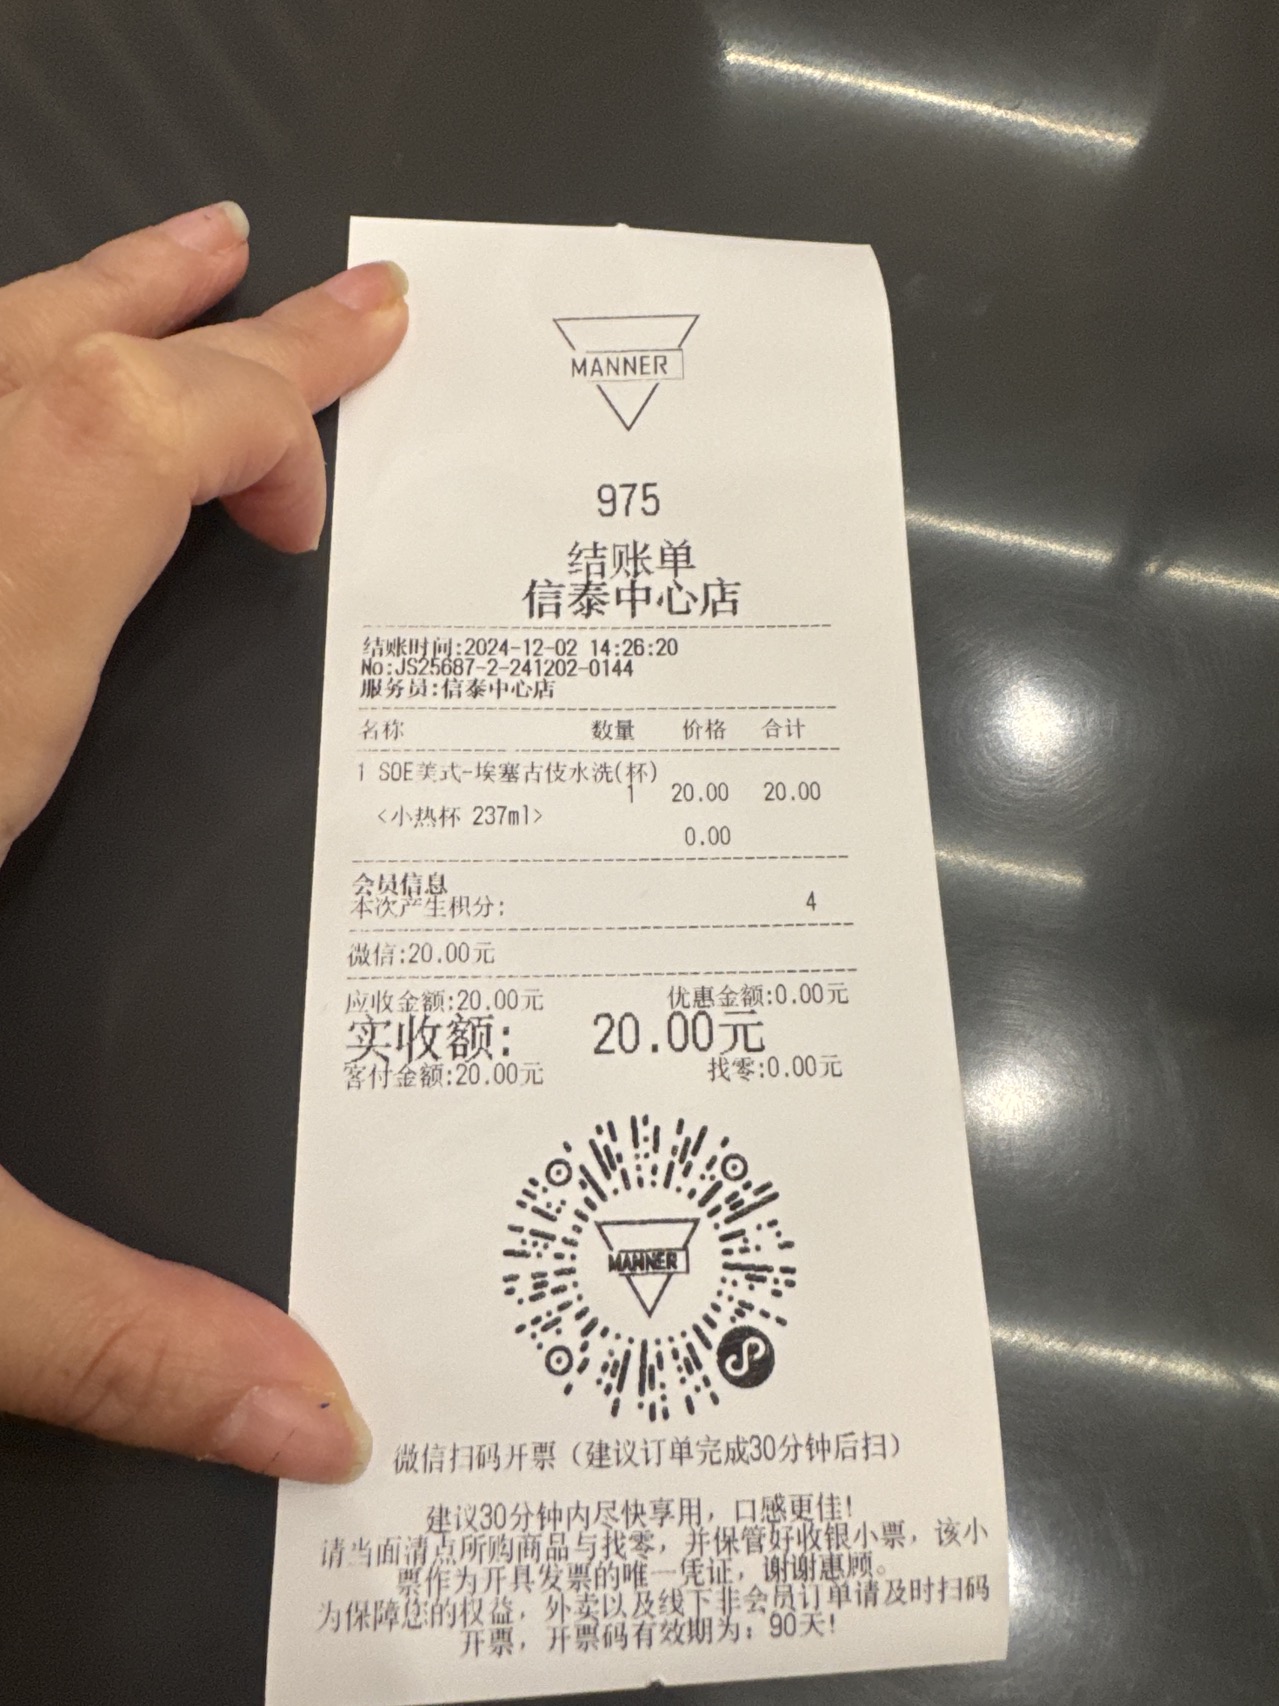 MANNER
975
结账单
信泰中心店
结账时间:2024-12-02 14:26:20
No:JS25687-2-241202-0144
服务员:信泰中心店
名称 数量 价格 合计
1 SOE美式-埃塞古伎水洗(杯)
1 20.00 20.00
<小热杯 237ml>
0.00
会员信息
本次产生积分: 4
微信:20.00元
应收金额:20.00元 优惠金额:0.00元
实收额: 20.00元
客付金额:20.00元 找零:0.00元
MANNER
微信扫码开票（建议订单完成30分钟后扫）
建议30分钟内尽快享用，口感更佳!
请当面清点所购商品与找零，并保管好收银小票，该小
票作为开具发票的唯一凭证，谢谢惠顾。
为保障您的权益，外卖以及线下非会员订单请及时扫码
开票，开票码有效期为：90天!